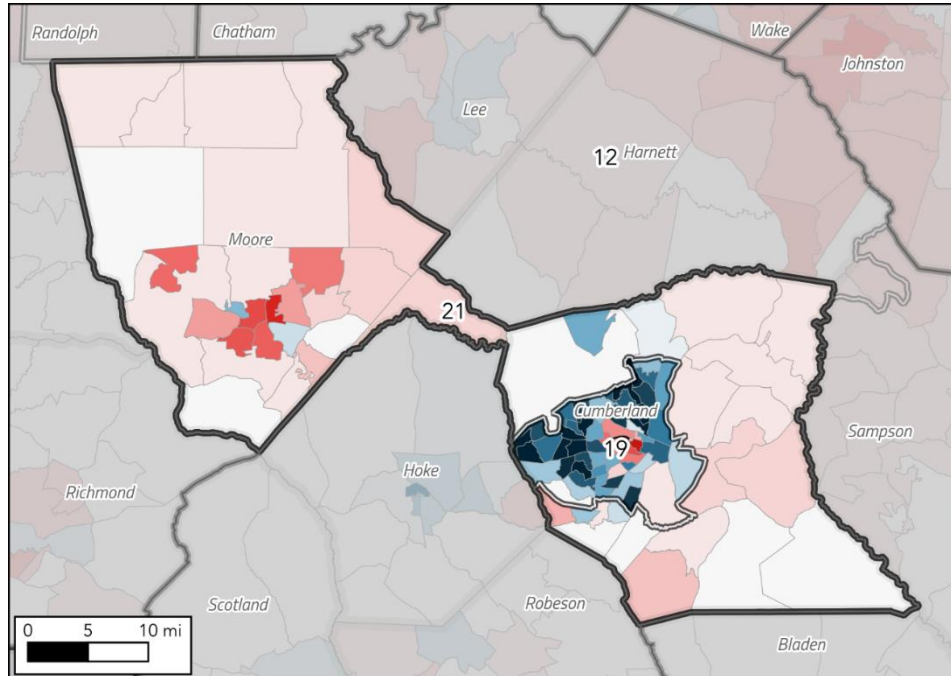 Randolph
Chatham
Wake
Johnston
Lee
12
Harnett
Moore
21
Cumberland
19
Sampson
Hoke
Richmond
Scotland
Robeson
Bladen
0 5 10 mi